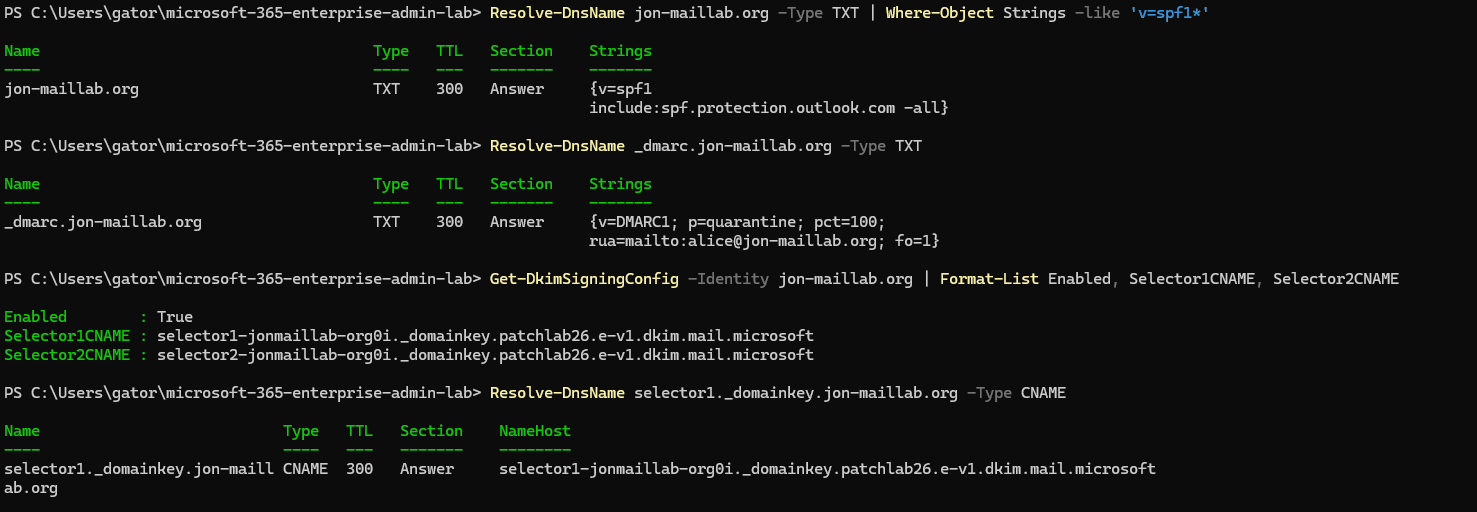 PS C:\Users\gator\microsoft-365-enterprise-admin-lab> Resolve-DnsName jon-maillab.org -Type TXT | Where-Object Strings -like 'v=spf1*'
Name Type TTL Section Strings
---- ---- --- ------- -------
jon-maillab.org TXT 300 Answer {v=spf1
include:spf.protection.outlook.com -all}
PS C:\Users\gator\microsoft-365-enterprise-admin-lab> Resolve-DnsName _dmarc.jon-maillab.org -Type TXT
Name Type TTL Section Strings
---- ---- --- ------- -------
_dmarc.jon-maillab.org TXT 300 Answer {v=DMARC1; p=quarantine; pct=100;
rua=mailto:alice@jon-maillab.org; fo=1}
PS C:\Users\gator\microsoft-365-enterprise-admin-lab> Get-DkimSigningConfig -Identity jon-maillab.org | Format-List Enabled, Selector1CNAME, Selector2CNAME
Enabled : True
Selector1CNAME : selector1-jonmaillab-org0i._domainkey.patchlab26.e-v1.dkim.mail.microsoft
Selector2CNAME : selector2-jonmaillab-org0i._domainkey.patchlab26.e-v1.dkim.mail.microsoft
PS C:\Users\gator\microsoft-365-enterprise-admin-lab> Resolve-DnsName selector1._domainkey.jon-maillab.org -Type CNAME
Name Type TTL Section NameHost
---- ---- --- ------- --------
selector1._domainkey.jon-maill CNAME 300 Answer selector1-jonmaillab-org0i._domainkey.patchlab26.e-v1.dkim.mail.microsoft
ab.org